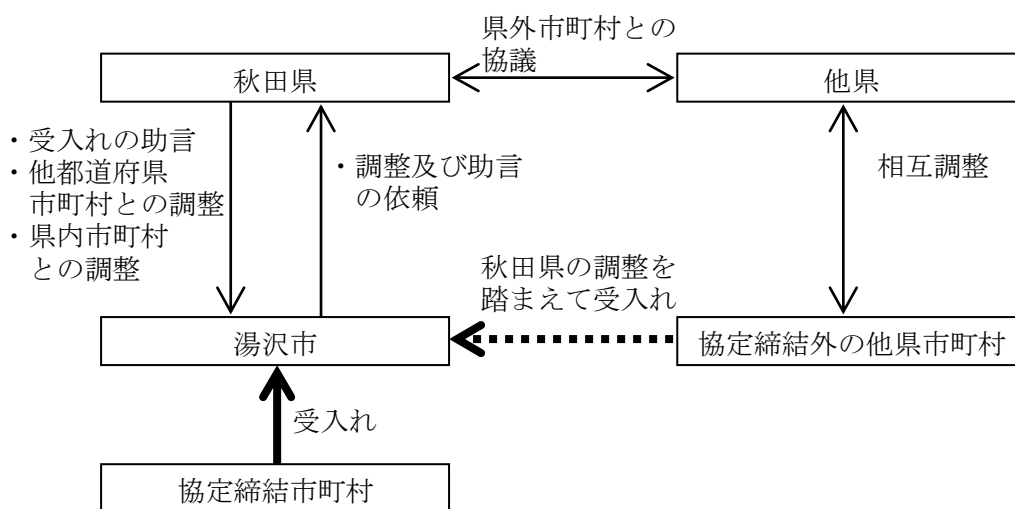 県外市町村との
協議
秋田県
他県
・受入れの助言
・他都道府県
市町村との調整
・県内市町村
との調整
・調整及び助言
の依頼
相互調整
秋田県の調整を
踏まえて受入れ
湯沢市
協定締結外の他県市町村
受入れ
協定締結市町村